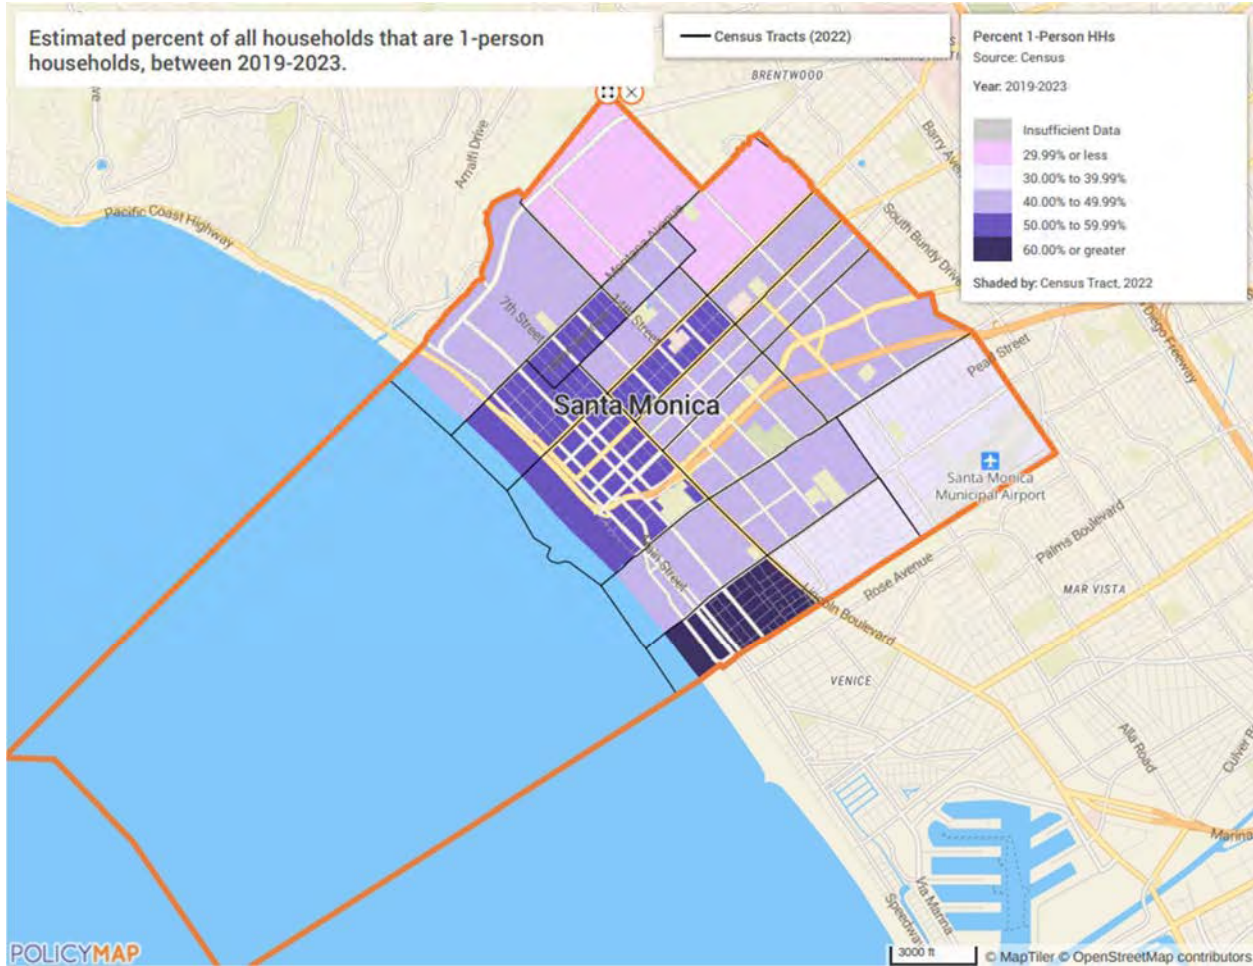 Estimated percent of all households that are 1-person
households, between 2019-2023.
Census Tracts (2022)
Percent 1-Person HHs
Source: Census
Year: 2019-2023
Insufficient Data
29.99% or less
30.00% to 39.99%
40.00% to 49.99%
50.00% to 59.99%
60.00% or greater
Shaded by: Census Tract, 2022
BRENTWOOD
Amalfi Drive
Pacific Coast Highway
Montana Avenue
7th Street
14th Street
South Bundy Drive
Pearl Street
Diego Freeway
Santa Monica
Santa Monica
Municipal Airport
Palms Boulevard
Rose Avenue
MAR VISTA
Lincoln Boulevard
VENICE
Alla Road
Culver B
Marina
Via Marina
Speedway
POLICYMAP
3000 ft
© MapTiler © OpenStreetMap contributors